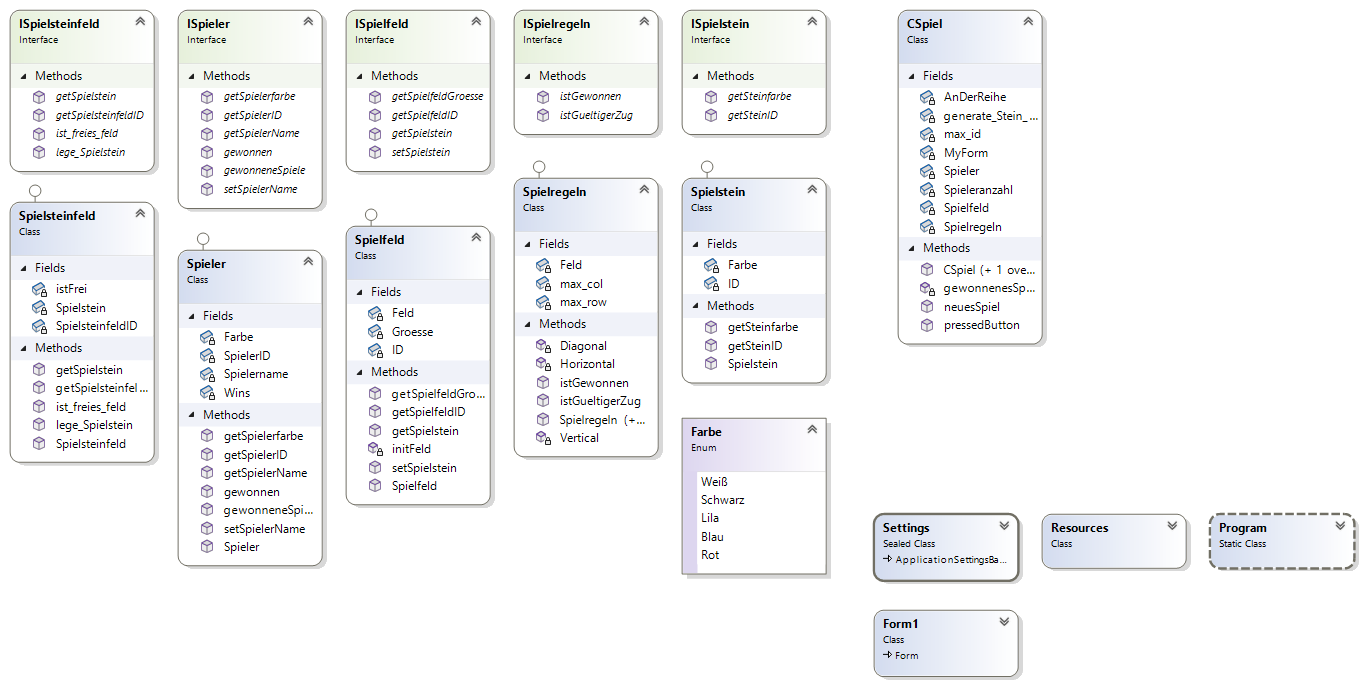 ISpielsteinfeld
Interface
Methods
getSpielstein
getSpielsteinfeldID
ist_freies_feld
lege_Spielstein
ISpieler
Interface
Methods
getSpielerfarbe
getSpielerID
getSpielerName
gewonnen
gewonneneSpiele
setSpielerName
ISpielfeld
Interface
Methods
getSpielfeldGroesse
getSpielfeldID
getSpielstein
setSpielstein
ISpielregeln
Interface
Methods
istGewonnen
istGueltigerZug
ISpielstein
Interface
Methods
getSteinfarbe
getSteinID
CSpiel
Class
Fields
AnDerReihe
generate_Stein_...
max_id
MyForm
Spieler
Spieleranzahl
Spielfeld
Spielregeln
Methods
CSpiel (+ 1 ove...
gewonnenesSp...
neuesSpiel
pressedButton
Spielsteinfeld
Class
Fields
istFrei
Spielstein
SpielsteinfeldID
Methods
getSpielstein
getSpielsteinfel...
ist_freies_feld
lege_Spielstein
Spielsteinfeld
Spieler
Class
Fields
Farbe
SpielerID
Spielername
Wins
Methods
getSpielerfarbe
getSpielerID
getSpielerName
gewonnen
gewonneneSpi...
setSpielerName
Spieler
Spielfeld
Class
Fields
Feld
Groesse
ID
Methods
getSpielfeldGro...
getSpielfeldID
getSpielstein
initFeld
setSpielstein
Spielfeld
Spielregeln
Class
Fields
Feld
max_col
max_row
Methods
Diagonal
Horizontal
istGewonnen
istGueltigerZug
Spielregeln (+...
Vertical
Spielstein
Class
Fields
Farbe
ID
Methods
getSteinfarbe
getSteinID
Spielstein
Farbe
Enum
Weiß
Schwarz
Lila
Blau
Rot
Settings
Sealed Class
ApplicationSettingsBa...
Resources
Class
Program
Static Class
Form1
Class
Form